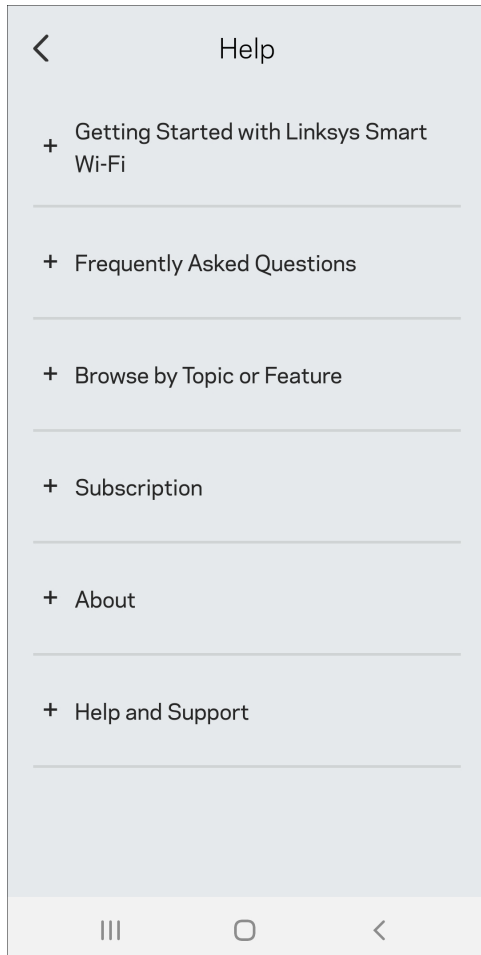 Help
+ Getting Started with Linksys Smart
Wi-Fi
+ Frequently Asked Questions
+ Browse by Topic or Feature
+ Subscription
+ About
+ Help and Support